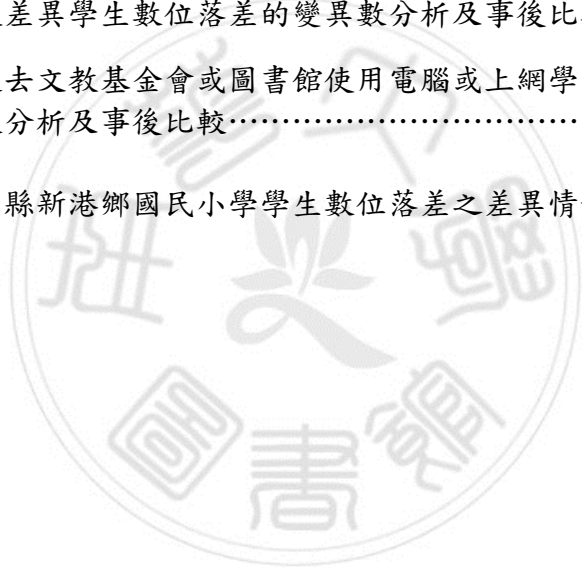 差異學生數位落差的變異數分析及事後比
去文教基金會或圖書館使用電腦或上網學
分析及事後比較………………………………
縣新港鄉國民小學學生數位落差之差異情
圖書館